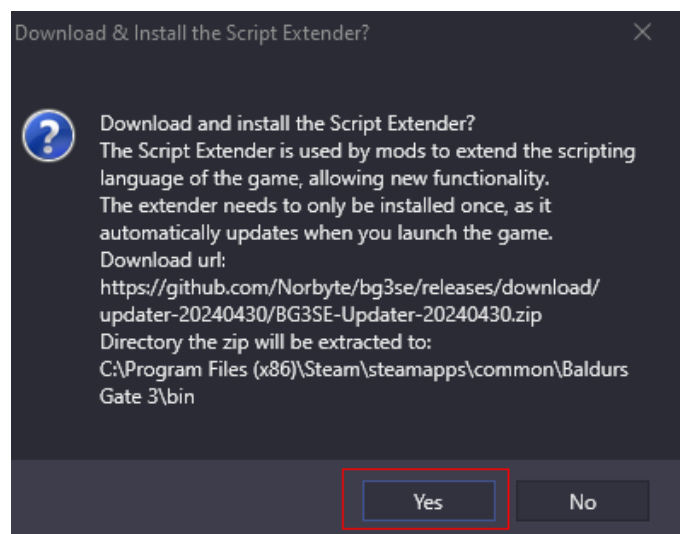 Download & Install the Script Extender?
Download and install the Script Extender?
The Script Extender is used by mods to extend the scripting
language of the game, allowing new functionality.
The extender needs to only be installed once, as it
automatically updates when you launch the game.
Download url:
https://github.com/Norbyte/bg3se/releases/download/
updater-20240430/BG3SE-Updater-20240430.zip
Directory the zip will be extracted to:
C:\Program Files (x86)\Steam\steamapps\common\Baldurs
Gate 3\bin
Yes
No